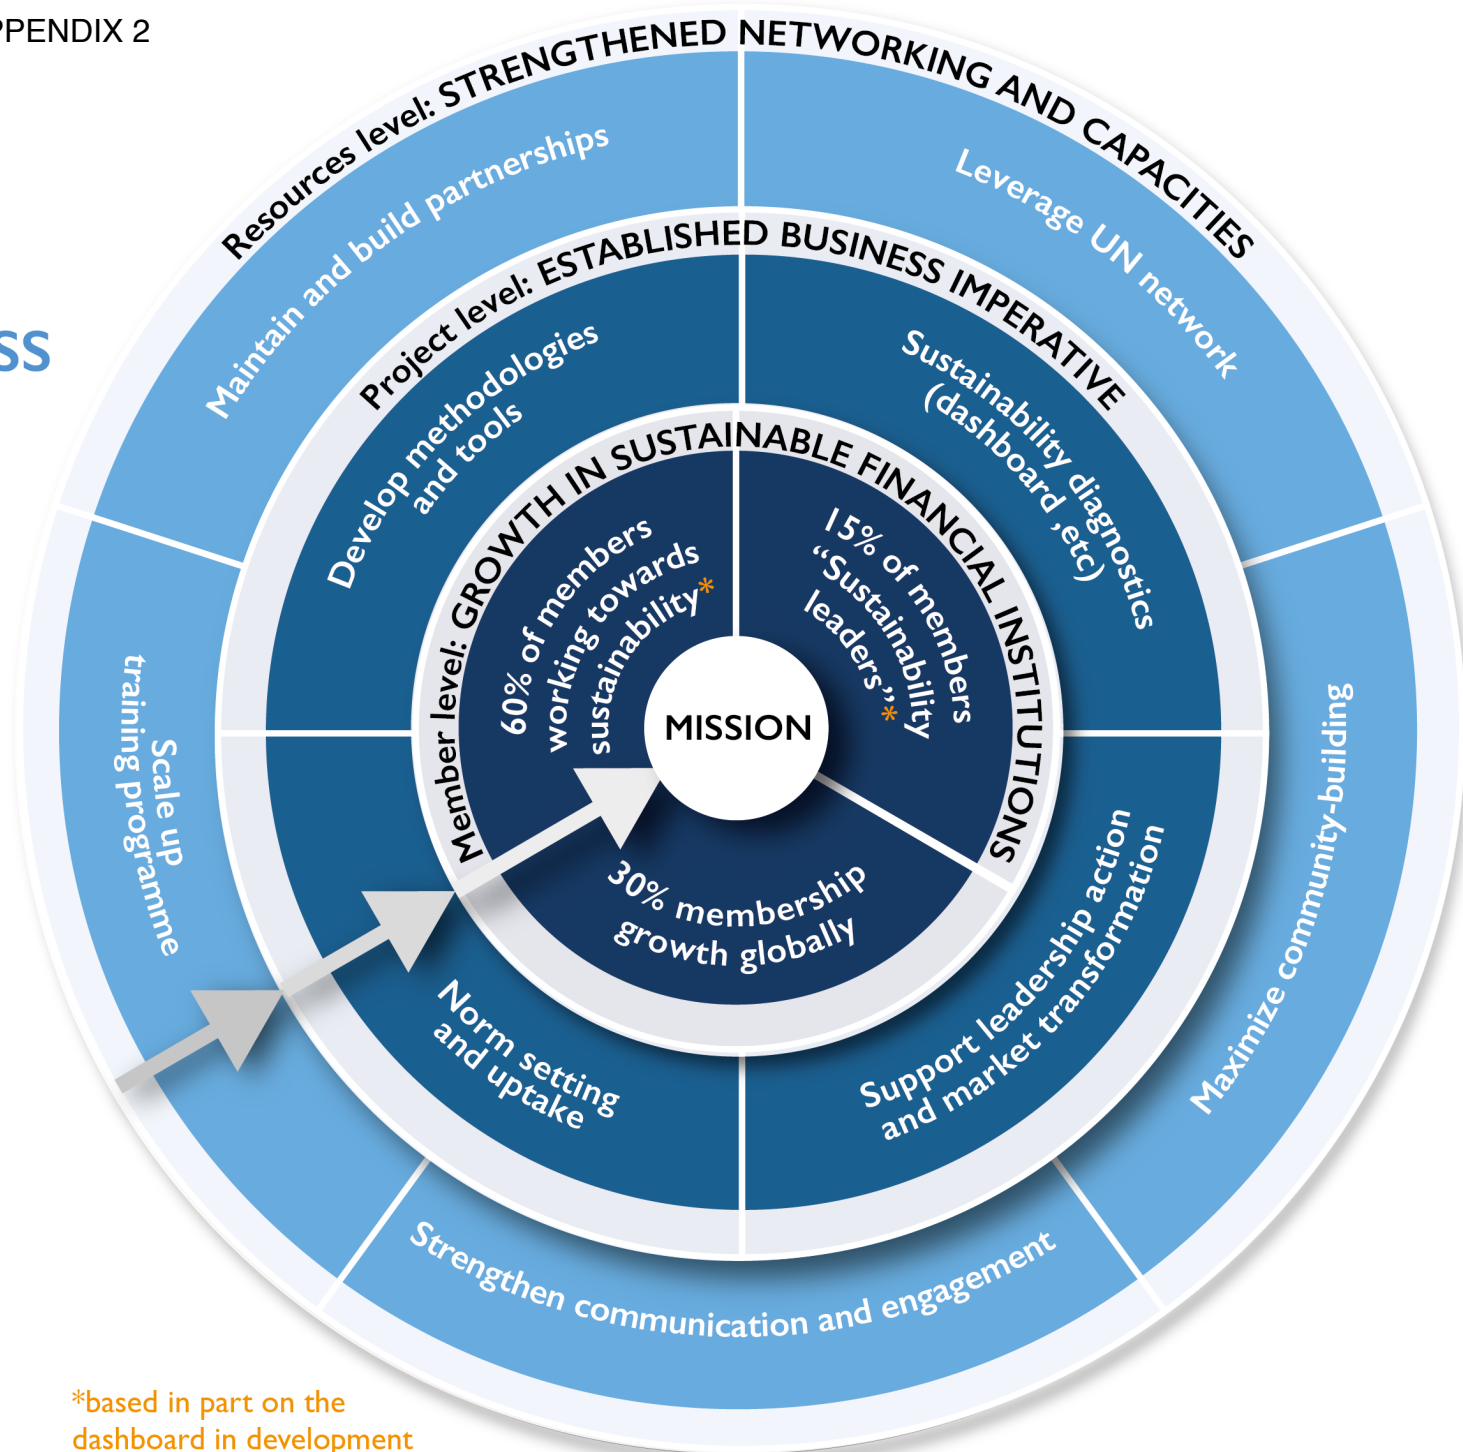 PPENDIX 2
SS
Resources level: STRENGTHENED NETWORKING AND CAPACITIES
Maintain and build partnerships
Leverage UN network
Maximize community-building
Strengthen communication and engagement
Scale up
training programme
Project level: ESTABLISHED BUSINESS IMPERATIVE
Develop methodologies
and tools
Sustainability diagnostics
(dashboard ,etc)
Support leadership action
and market transformation
Norm setting
and uptake
Member level: GROWTH IN SUSTAINABLE FINANCIAL INSTITUTIONS
60% of members
working towards
sustainability*
15% of members
“Sustainability
leaders”*
30% membership
growth globally
MISSION
*based in part on the
dashboard in development